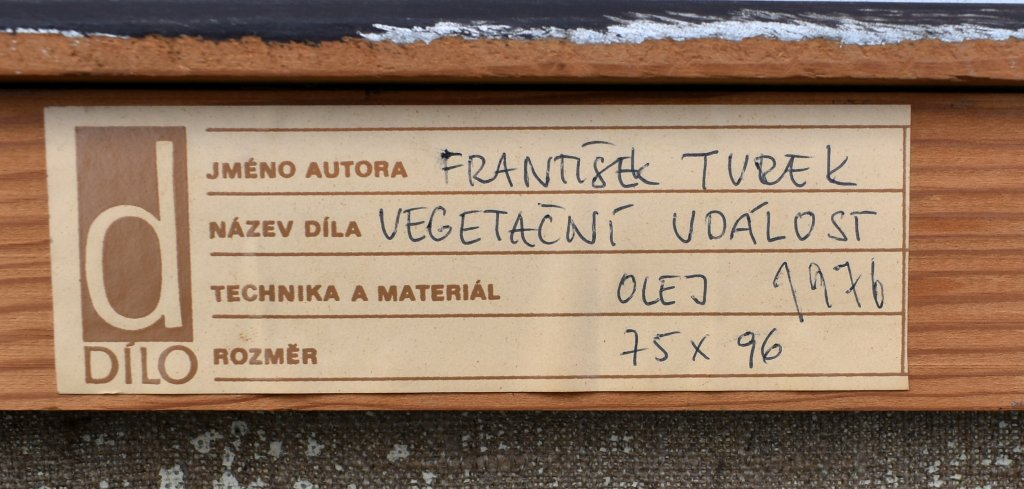 d
DÍLO
JMÉNO AUTORA FRANTIŠEK TUREK
NÁZEV DÍLA VEGETAČNÍ UDÁLOST
TECHNIKA A MATERIÁL OLEJ 1976
ROZMĚR 75 x 96